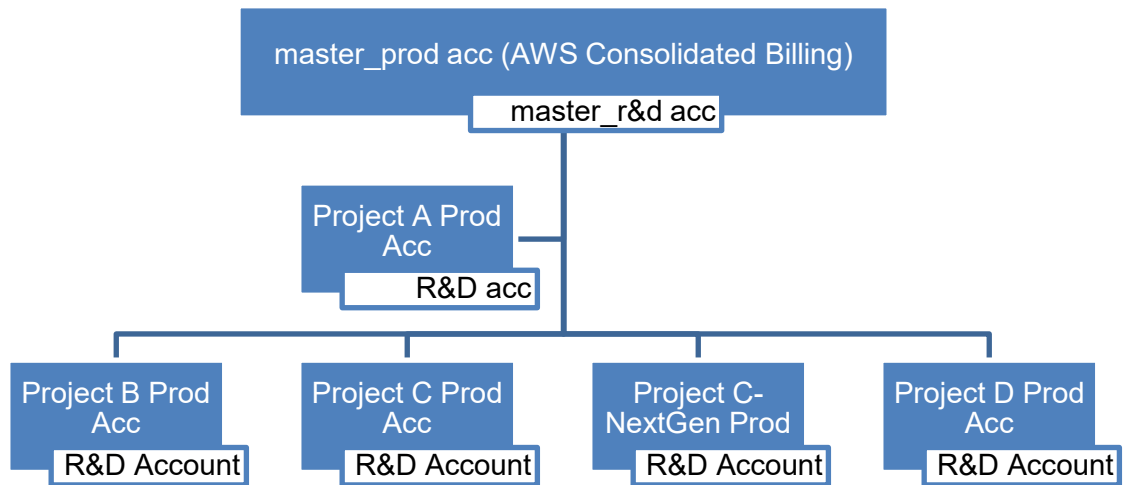 master_prod acc (AWS Consolidated Billing)
master_r&d acc
Project A Prod
Acc
R&D acc
Project B Prod
Acc
R&D Account
Project C Prod
Acc
R&D Account
Project C-
NextGen Prod
R&D Account
Project D Prod
Acc
R&D Account